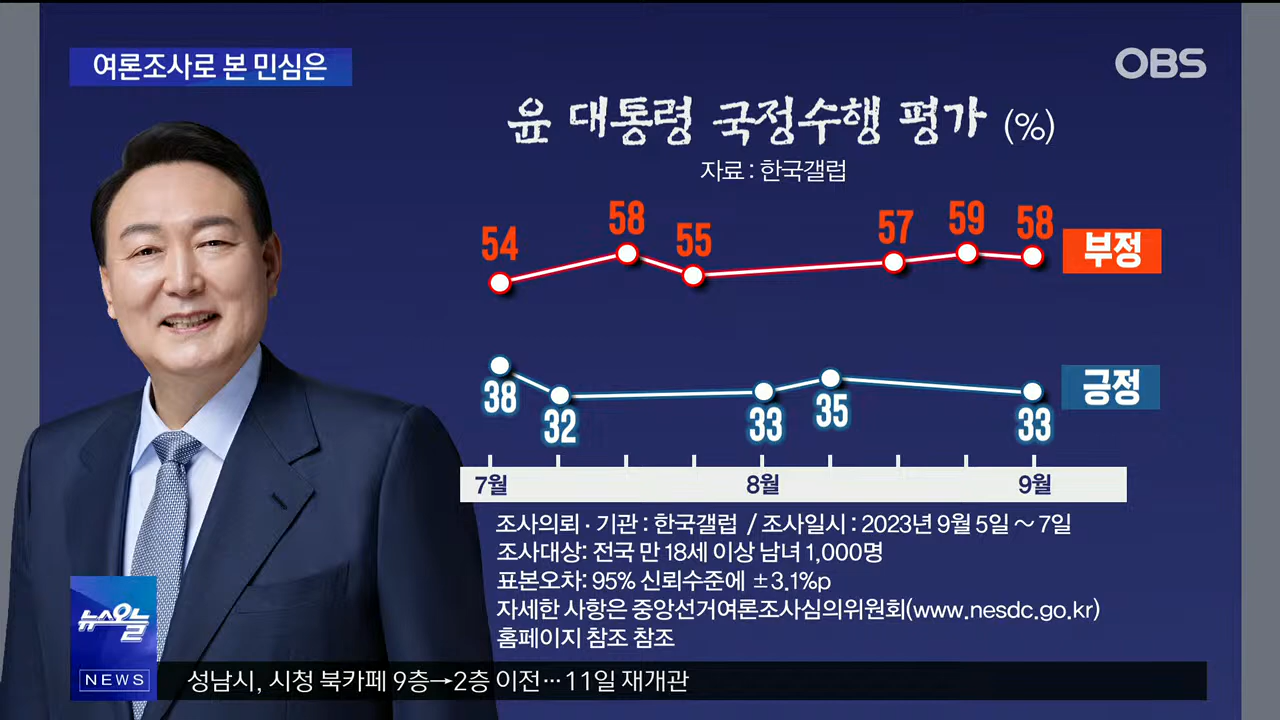 여론조사로 본 민심은
OBS
윤 대통령 국정수행 평가 (%)
자료 : 한국갤럽
54 58 55 57 59 58 부정
38 32 33 35 33 긍정
7월 8월 9월
조사의뢰 · 기관 : 한국갤럽 / 조사일시 : 2023년 9월 5일 ~ 7일
조사대상: 전국 만 18세 이상 남녀 1,000명
표본오차: 95% 신뢰수준에 ±3.1%p
자세한 사항은 중앙선거여론조사심의위원회(www.nesdc.go.kr)
홈페이지 참조 참조
뉴스오늘
NEWS 성남시, 시청 북카페 9층→2층 이전…11일 재개관